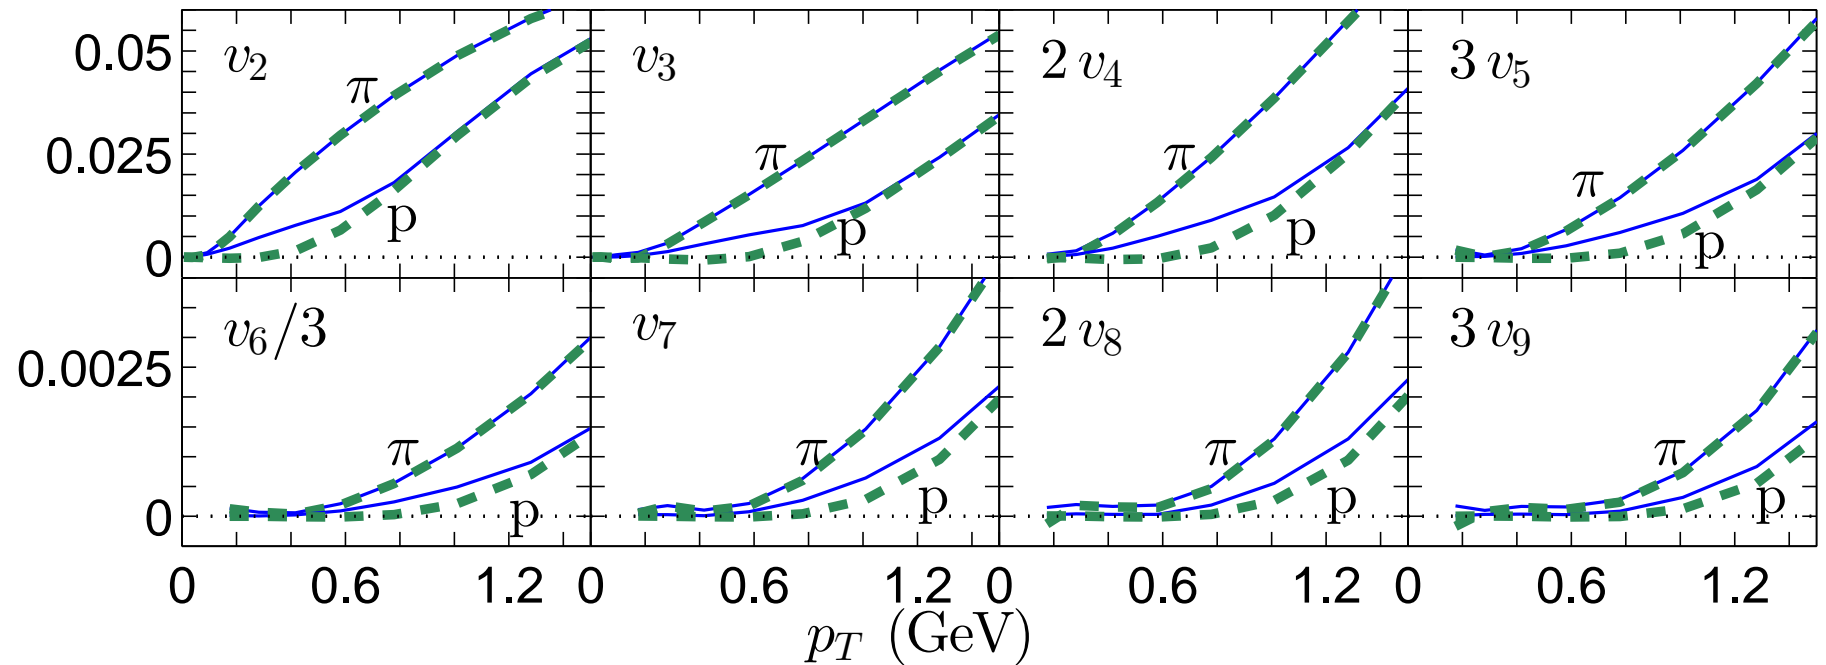 v₂ v₃ 2 v₄ 3 v₅
0.05
π π π π
0.025
p p p p
0
v₆/3 v₇ 2 v₈ 3 v₉
0.0025
π π π π
p p p p
0
0 0.6 1.2 0 0.6 1.2 0 0.6 1.2 0 0.6 1.2
p_T (GeV)